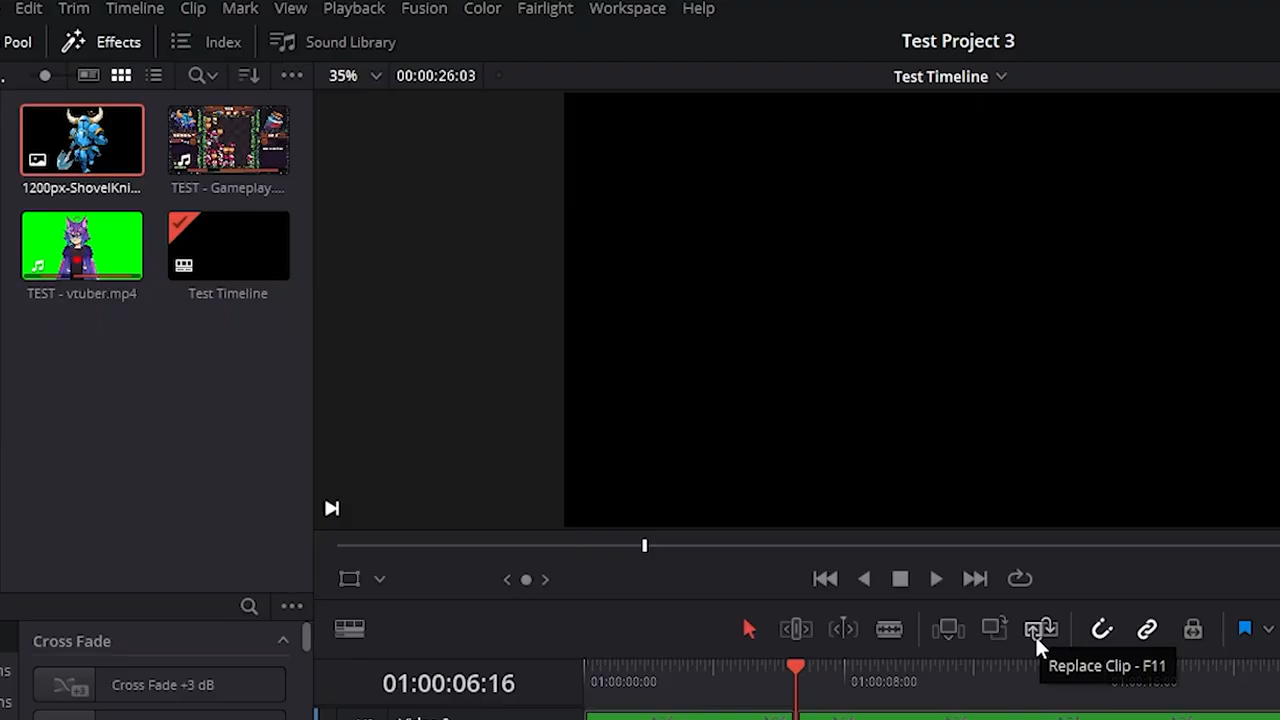 Edit Trim Timeline Clip Mark View Playback Fusion Color Fairlight Workspace Help
Pool Effects Index Sound Library Test Project 3
35% 00:00:26:03 Test Timeline
1200px-ShovelKni... TEST - Gameplay....
TEST - vtuber.mp4 Test Timeline
Cross Fade
Replace Clip - F11
Cross Fade +3 dB
01:00:06:16
01:00:00:00 01:00:08:00